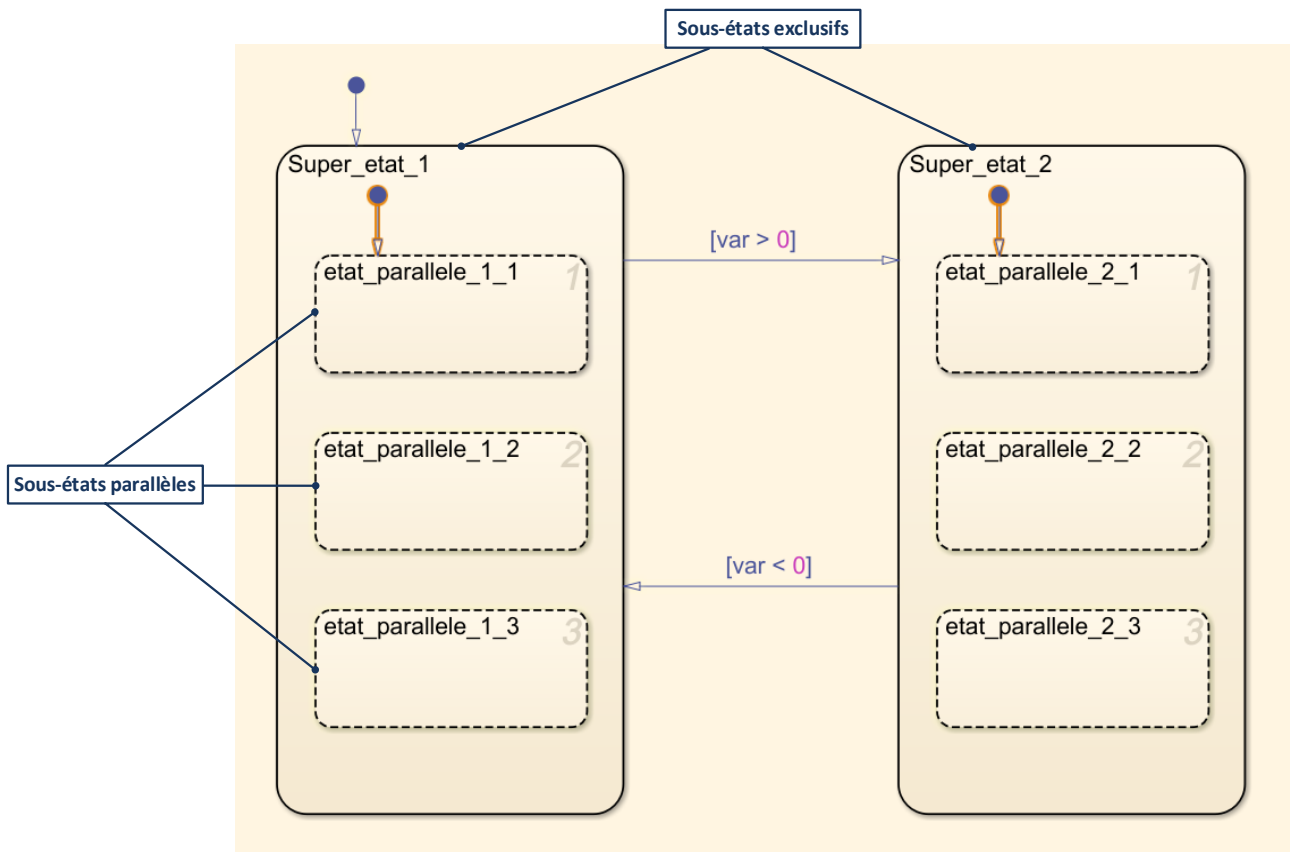 Sous-états exclusifs
Super_etat_1
Super_etat_2
[var > 0]
etat_parallele_1_1
1
etat_parallele_2_1
1
etat_parallele_1_2
2
etat_parallele_2_2
2
Sous-états parallèles
[var < 0]
etat_parallele_1_3
3
etat_parallele_2_3
3